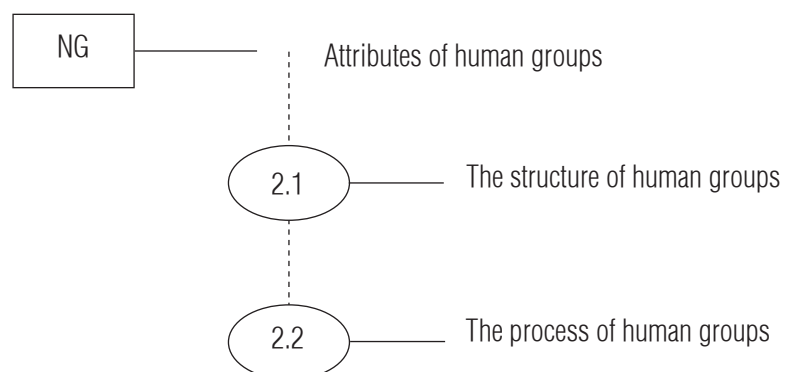 NG
Attributes of human groups
2.1
The structure of human groups
2.2
The process of human groups